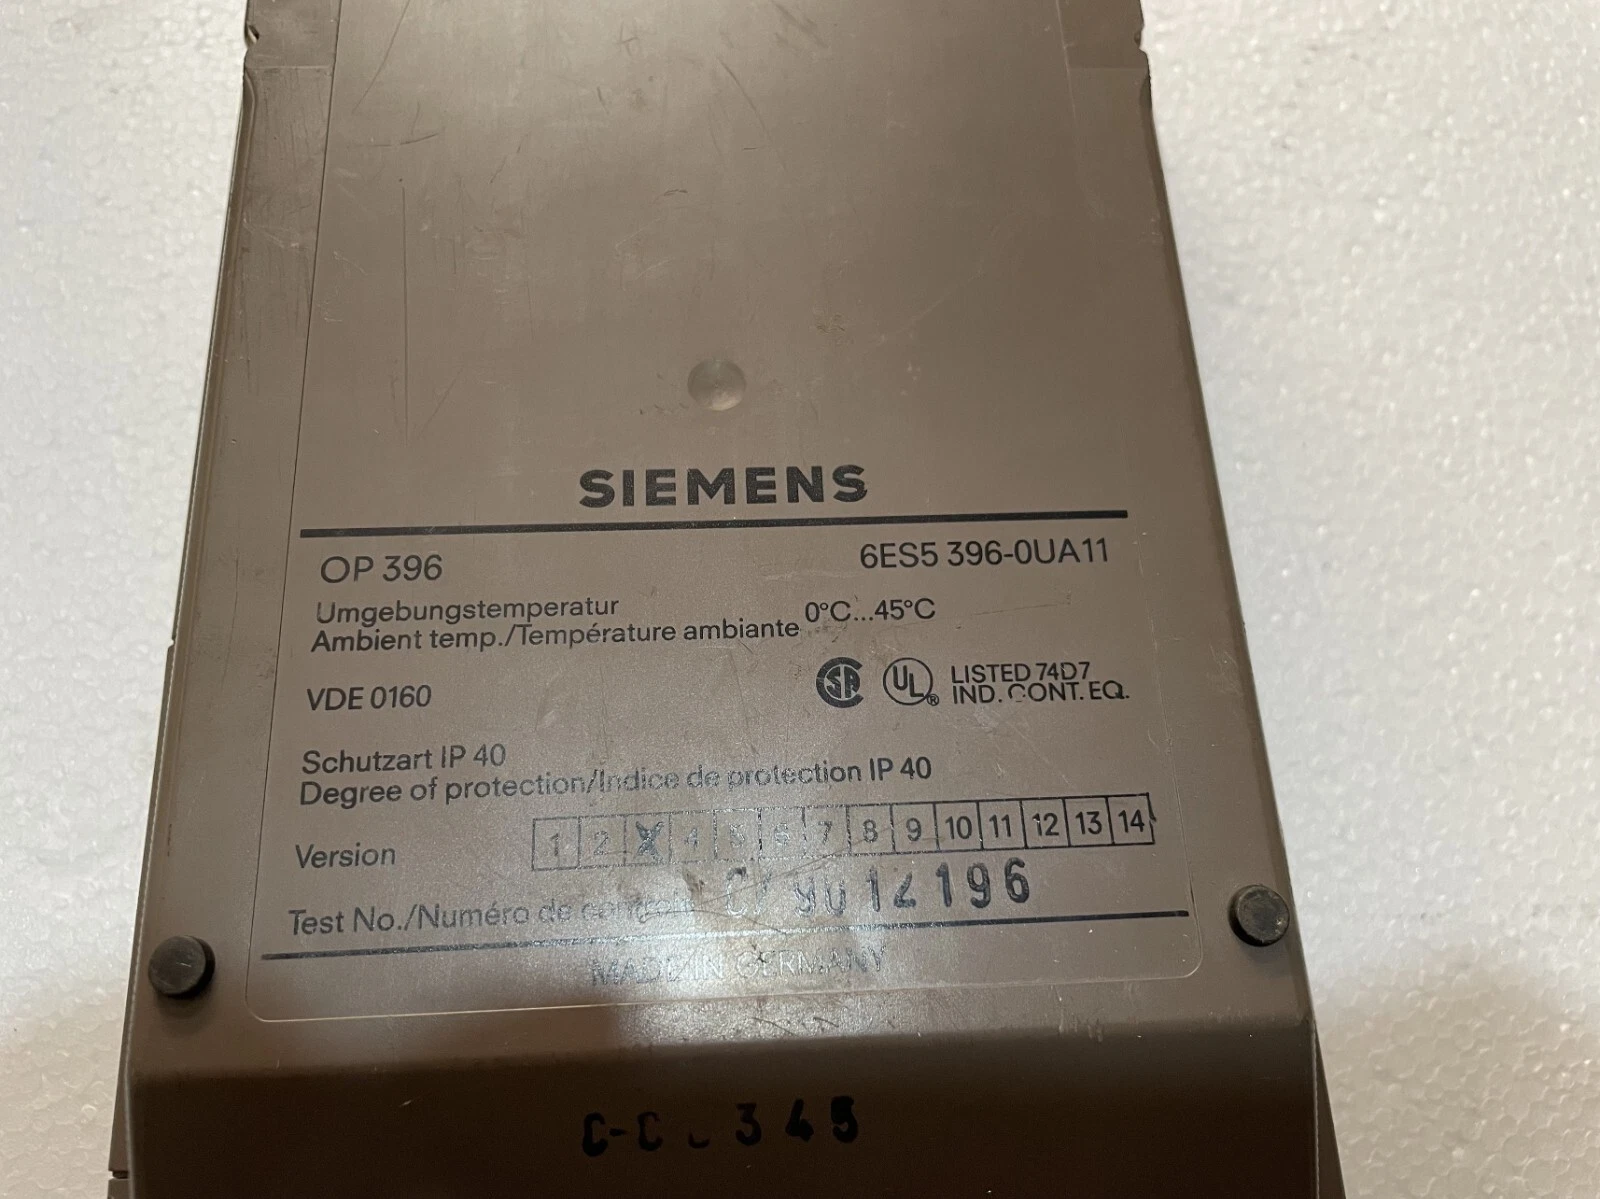 SIEMENS
OP 396 6ES5 396-0UA11
Umgebungstemperatur
Ambient temp./Température ambiante 0°C...45°C
VDE 0160
LISTED 74D7
IND. CONT. EQ.
Schutzart IP 40
Degree of protection/Indice de protection IP 40
Version 1 2 X 4 5 6 7 8 9 10 11 12 13 14
Test No./Numéro de contrôle 9012196
MADE IN GERMANY
345